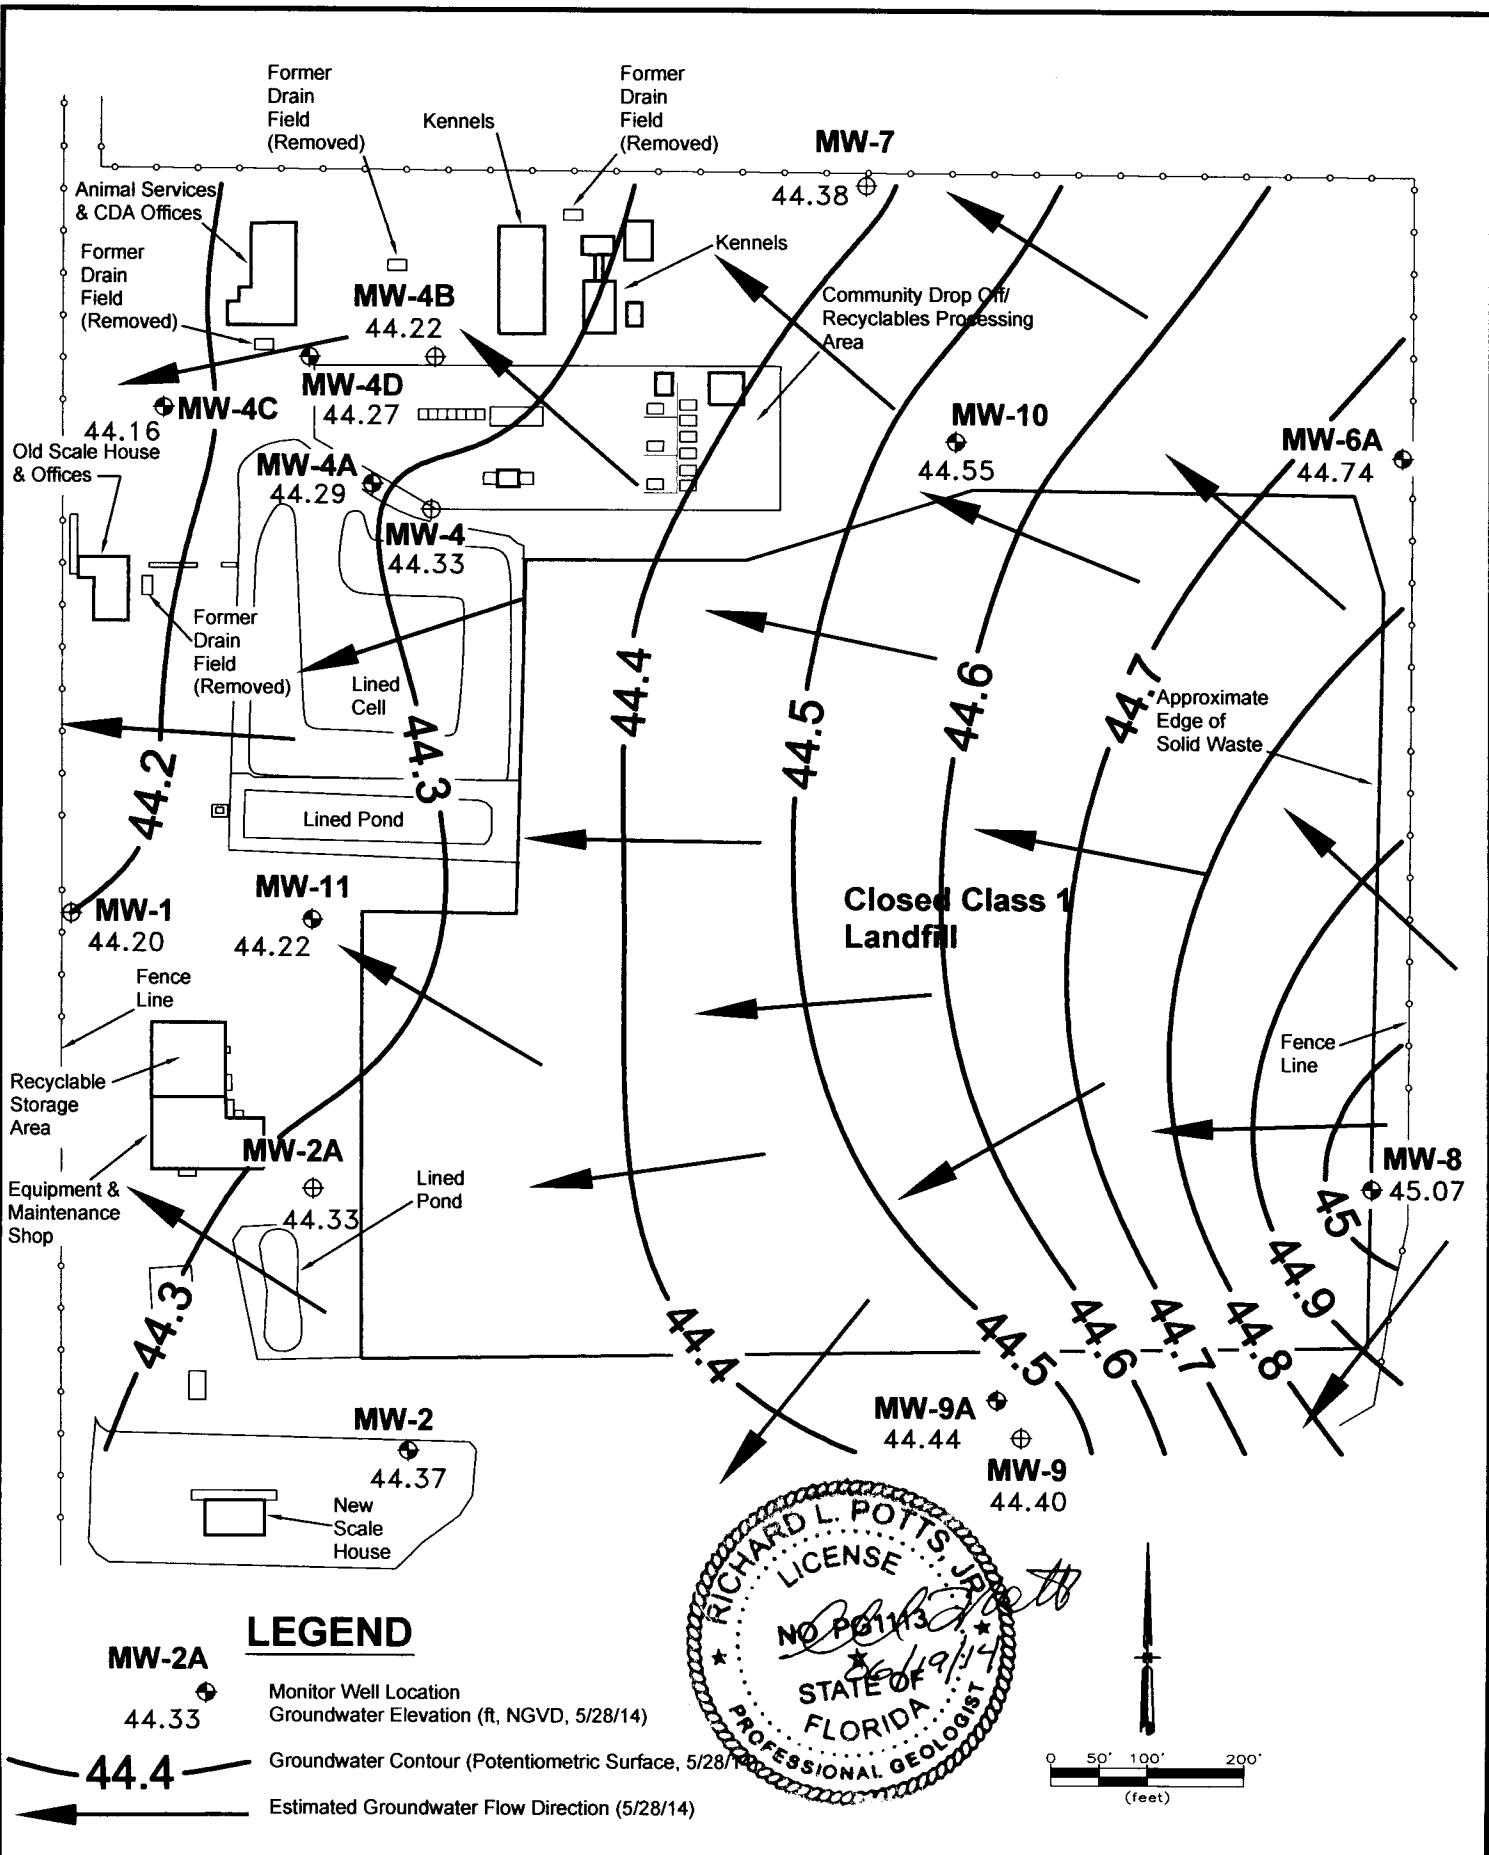 Former
Drain
Field
(Removed)
Kennels
Former
Drain
Field
(Removed)
MW-7
44.38
Animal Services
& CDA Offices
Former
Drain
Field
(Removed)
Kennels
MW-4B
44.22
Community Drop Off/
Recyclables Processing
Area
MW-4D
44.27
MW-4C
44.16
MW-10
44.55
MW-6A
44.74
Old Scale House
& Offices
MW-4A
44.29
MW-4
44.33
Former
Drain
Field
(Removed)
Lined
Cell
44.4
44.5
44.6
44.7
Approximate
Edge of
Solid Waste
44.2
44.3
Lined Pond
MW-11
44.22
MW-1
44.20
Closed Class 1
Landfill
Fence
Line
Fence
Line
Recyclable
Storage
Area
MW-2A
44.33
Lined
Pond
MW-8
45.07
Equipment &
Maintenance
Shop
45
44.9
44.3
44.4
44.5
44.6
44.7
44.8
MW-9A
44.44
MW-9
44.40
MW-2
44.37
New
Scale
House
RICHARD L. POTTS, JR.
LICENSE
NO PG1113
06/19/14
STATE OF
FLORIDA
PROFESSIONAL GEOLOGIST
LEGEND
MW-2A
44.33
Monitor Well Location
Groundwater Elevation (ft, NGVD, 5/28/14)
44.4
Groundwater Contour (Potentiometric Surface, 5/28/1
Estimated Groundwater Flow Direction (5/28/14)
0 50' 100' 200'
(feet)